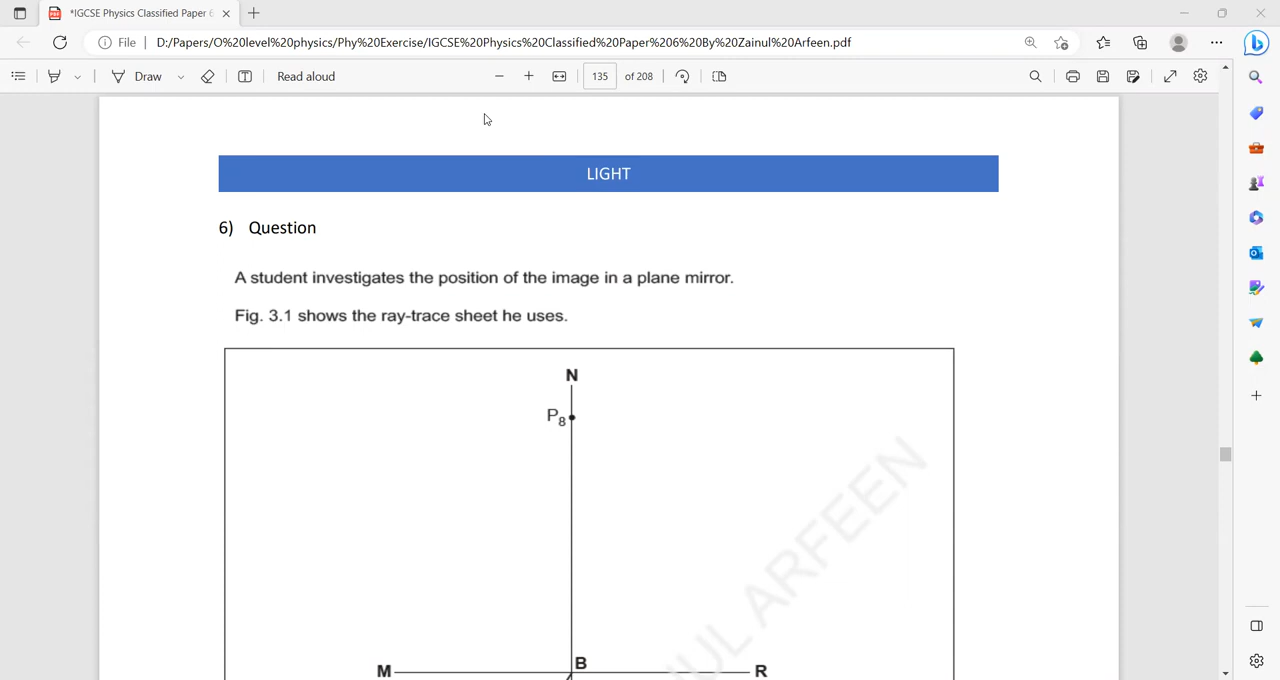 *IGCSE Physics Classified Paper 6
File D:/Papers/O%20level%20physics/Phy%20Exercise/IGCSE%20Physics%20Classified%20Paper%206%20By%20Zainul%20Arfeen.pdf
Draw Read aloud 135 of 208
LIGHT
6) Question
A student investigates the position of the image in a plane mirror.
Fig. 3.1 shows the ray-trace sheet he uses.
N
P8
B
M R
ARFEEN